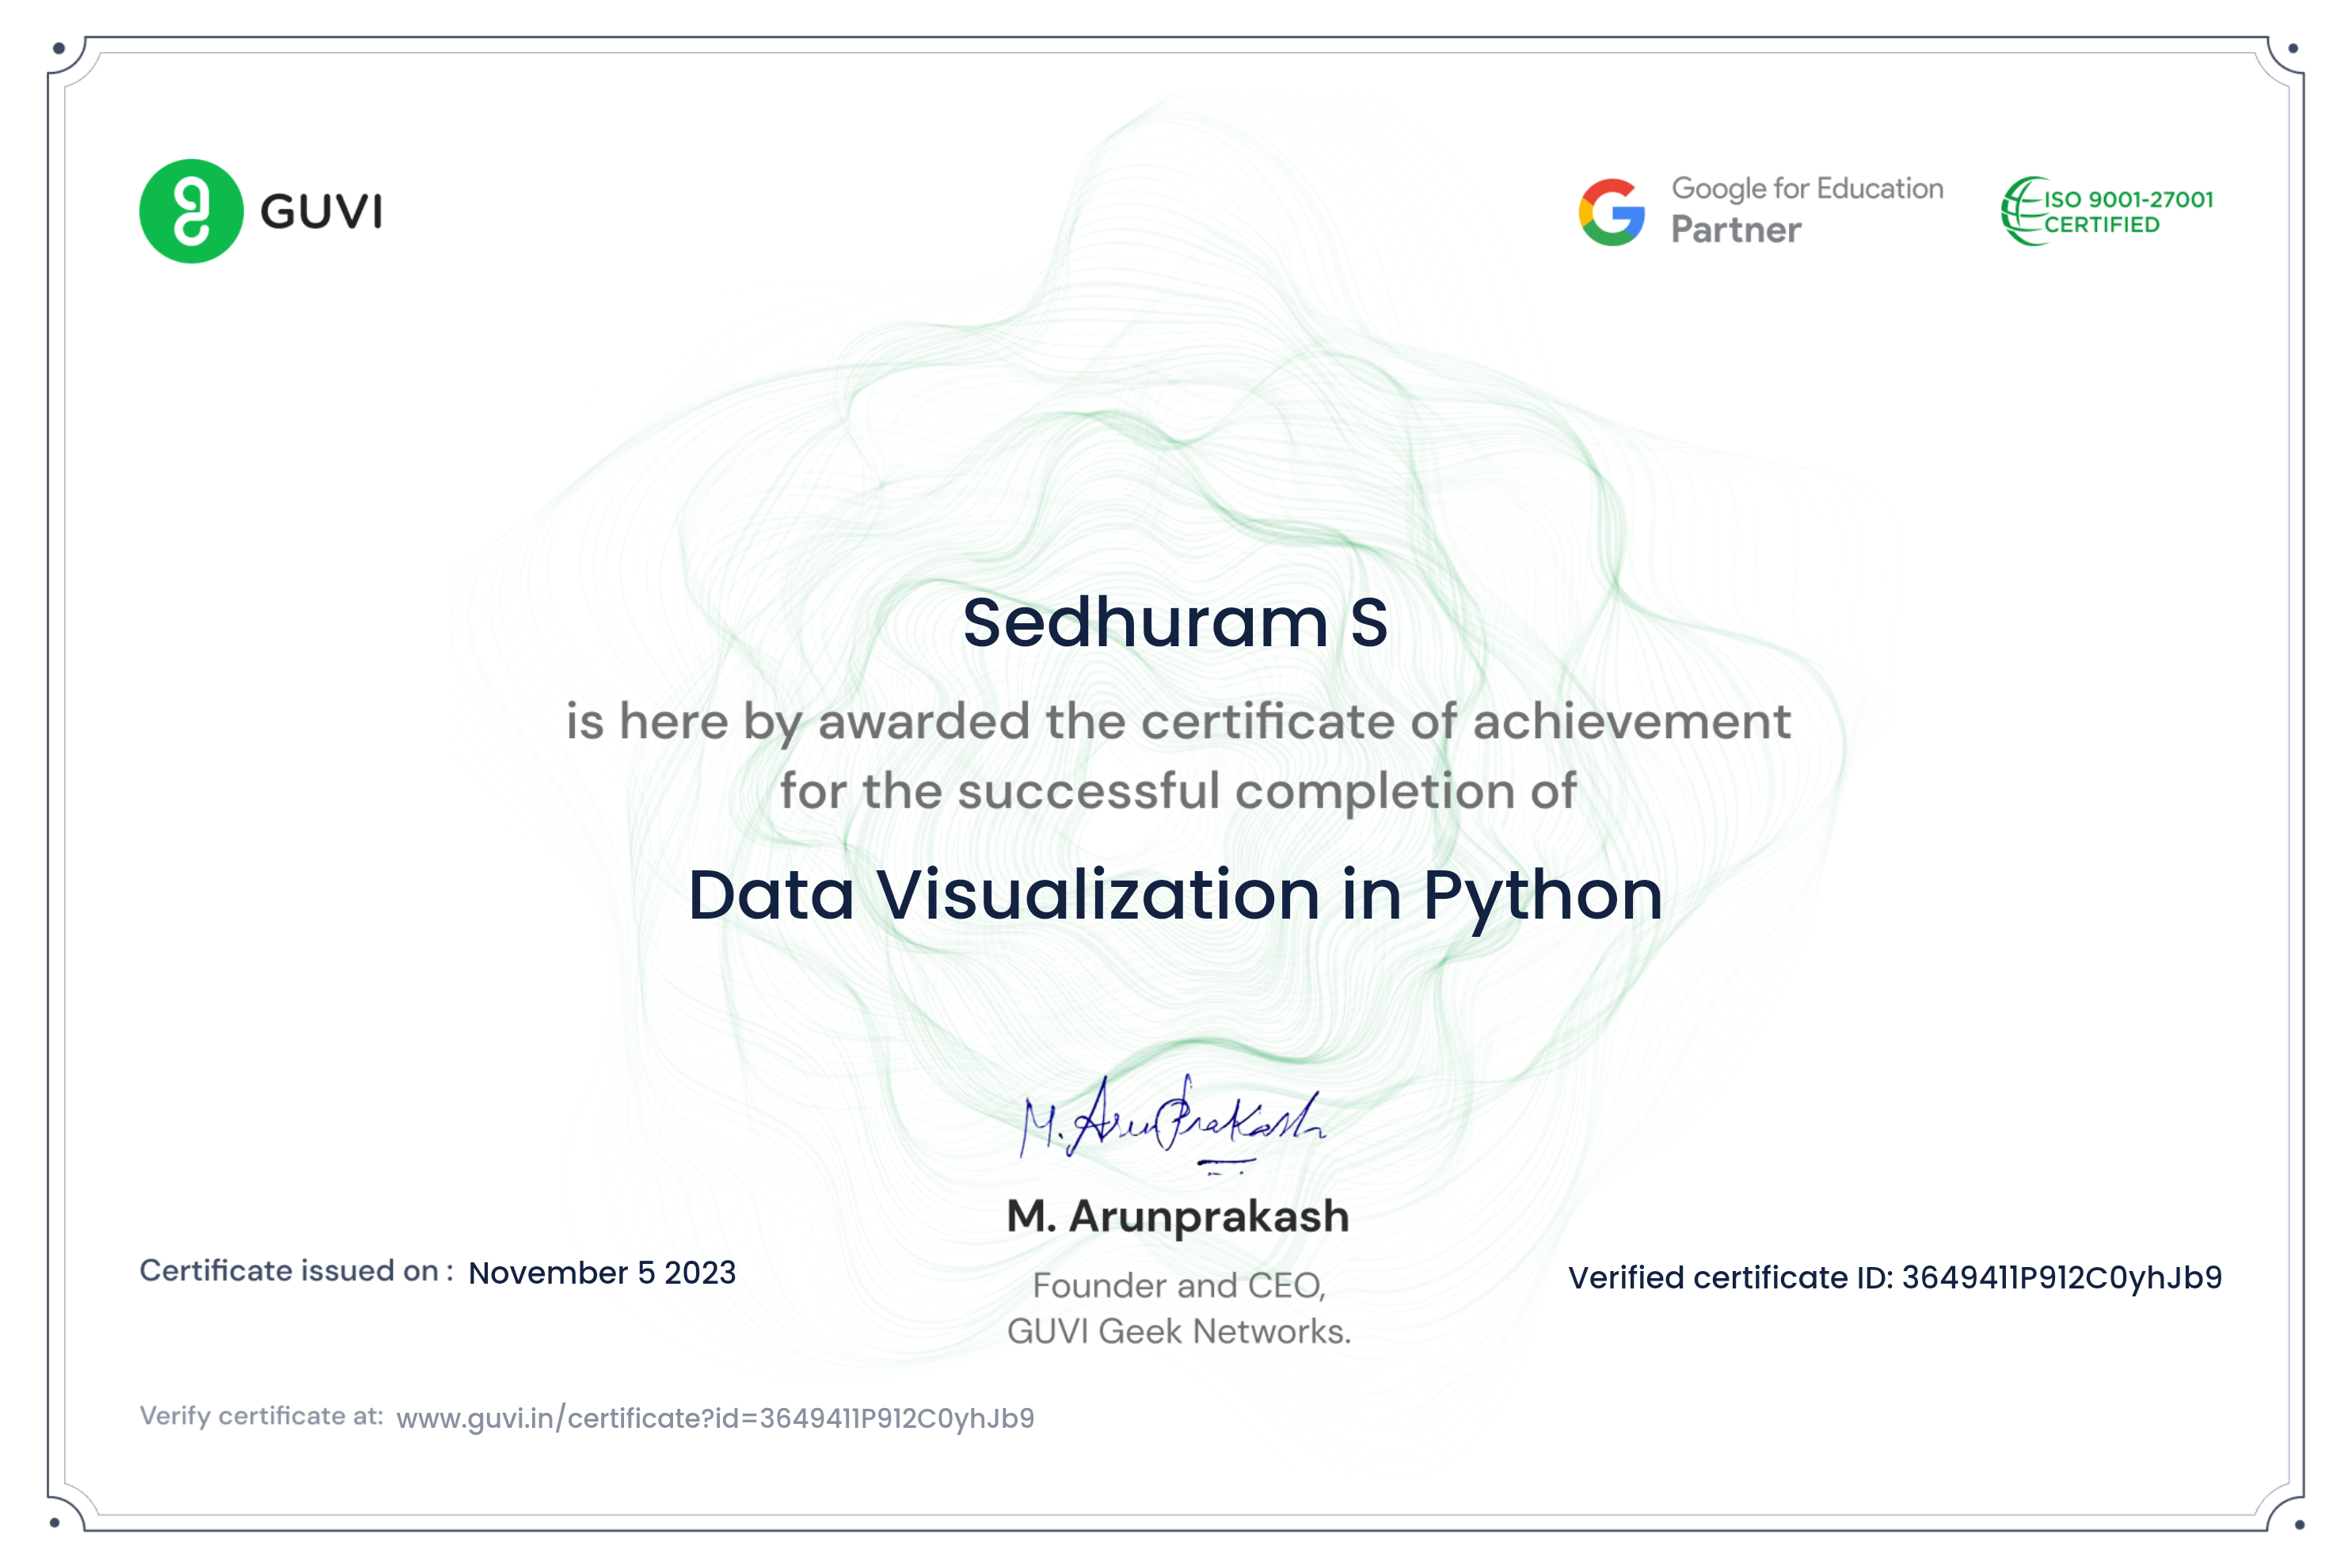 GUVI
Google for Education
Partner
ISO 9001-27001
CERTIFIED
Sedhuram S
is here by awarded the certificate of achievement
for the successful completion of
Data Visualization in Python
M. Arunprakash
M. Arunprakash
Founder and CEO,
GUVI Geek Networks.
Certificate issued on : November 5 2023
Verified certificate ID: 3649411P912C0yhJb9
Verify certificate at: www.guvi.in/certificate?id=3649411P912C0yhJb9